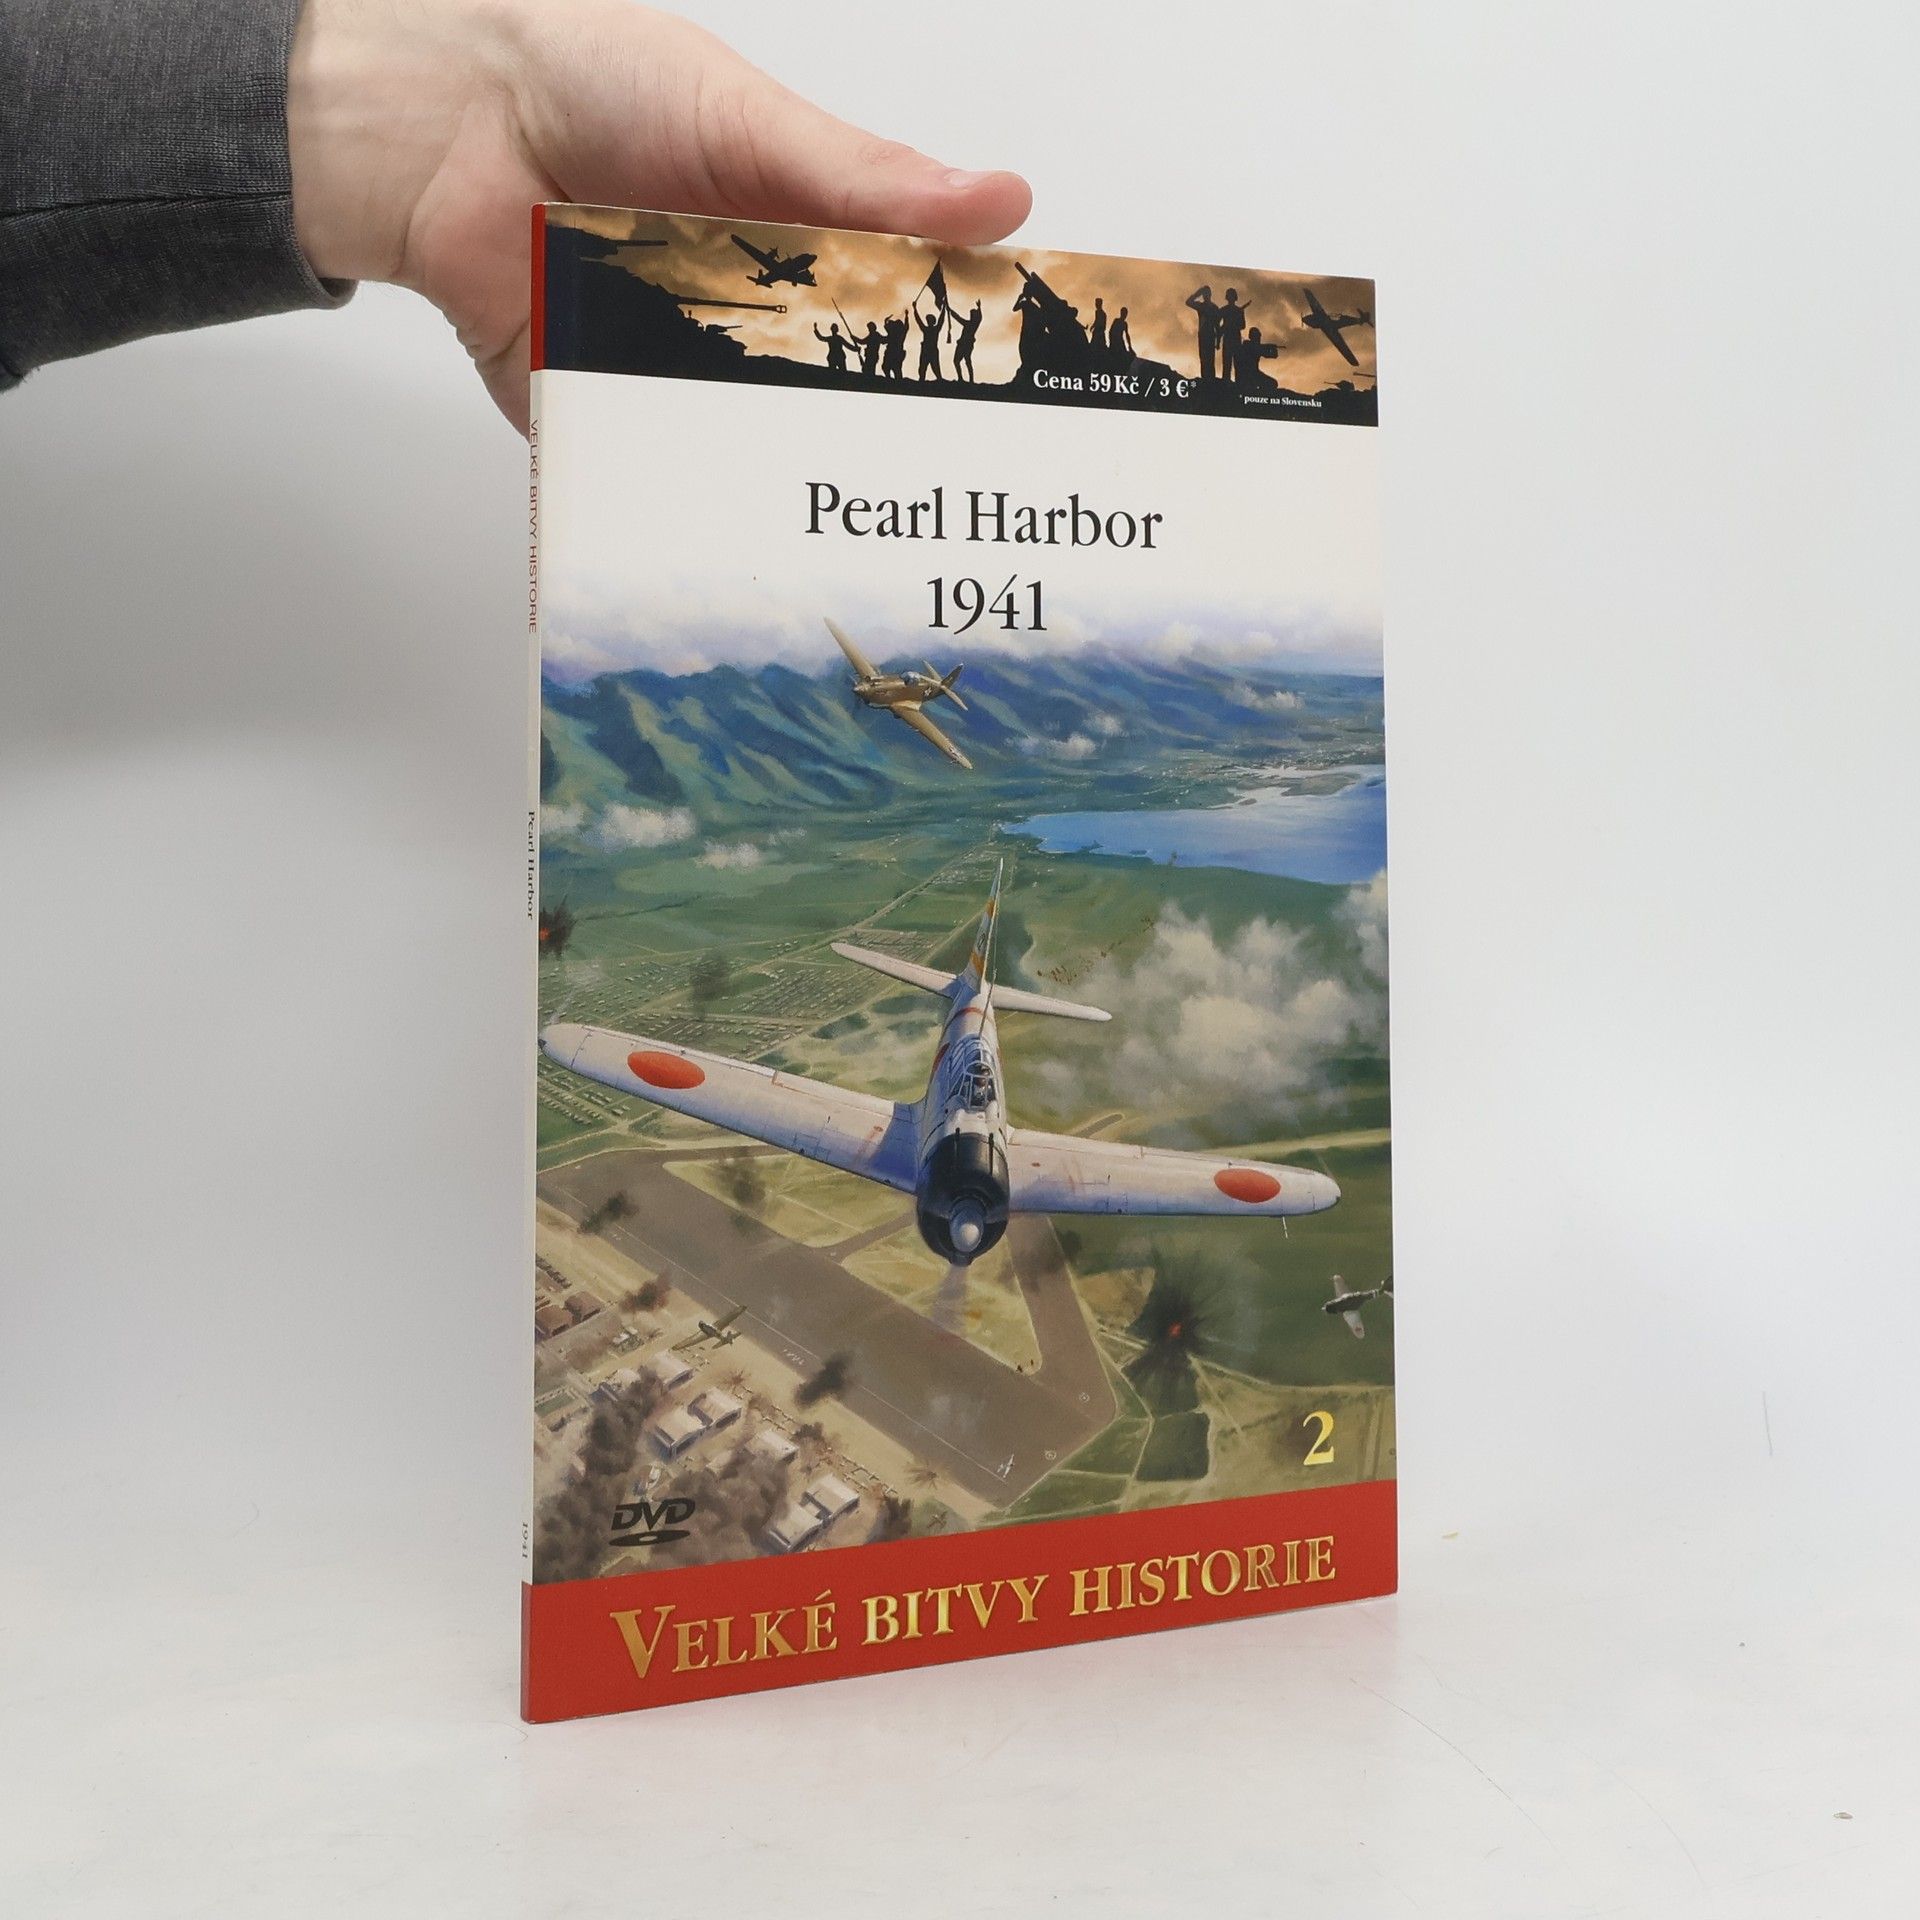 Cena 59 Kč / 3 €*
* pouze na Slovensku
Pearl Harbor
1941
VELKÉ BITVY HISTORIE
Pearl Harbor
1941
2
DVD
VELKÉ BITVY HISTORIE